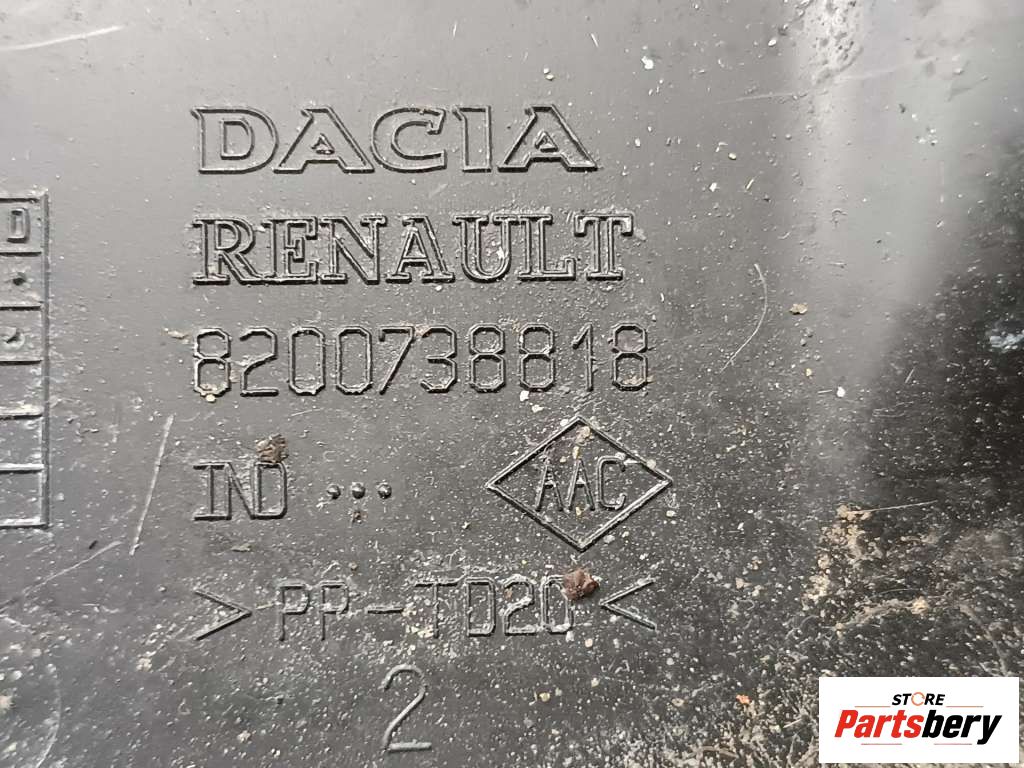 DACIA
RENAULT
8200738818
IND ...
AAC
>PP-TD20<
2
D
STORE
Partsbery